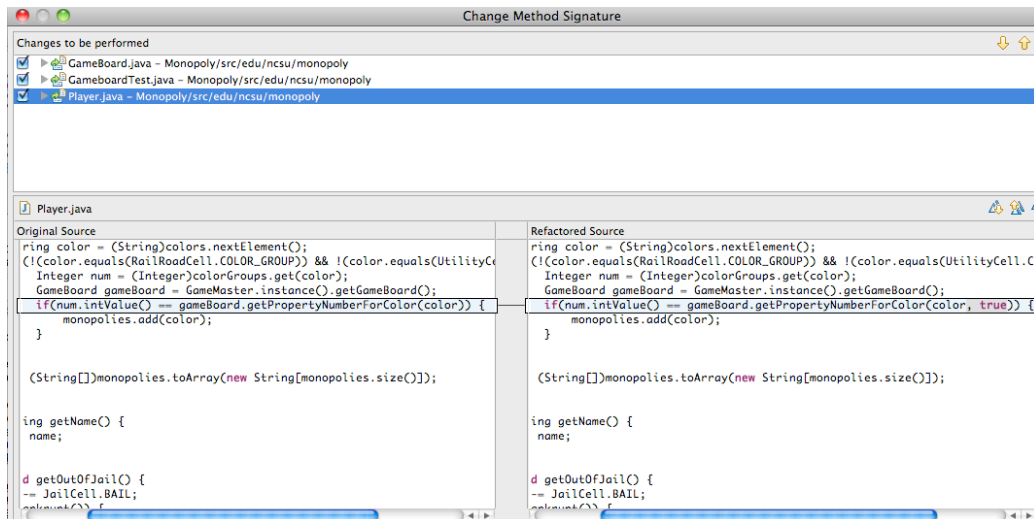 Change Method Signature
Changes to be performed
GameBoard.java – Monopoly/src/edu/ncsu/monopoly
GameboardTest.java – Monopoly/src/edu/ncsu/monopoly
Player.java – Monopoly/src/edu/ncsu/monopoly
Player.java
Original Source
ring color = (String)colors.nextElement();
(!(color.equals(RailRoadCell.COLOR_GROUP)) && !(color.equals(UtilityCe
Integer num = (Integer)colorGroups.get(color);
GameBoard gameBoard = GameMaster.instance().getGameBoard();
if(num.intValue() == gameBoard.getPropertyNumberForColor(color)) {
monopolies.add(color);
}
(String[])monopolies.toArray(new String[monopolies.size()]);
ing getName() {
name;
d getOutOfJail() {
-= JailCell.BAIL;
Refactored Source
ring color = (String)colors.nextElement();
(!(color.equals(RailRoadCell.COLOR_GROUP)) && !(color.equals(UtilityCell.C
Integer num = (Integer)colorGroups.get(color);
GameBoard gameBoard = GameMaster.instance().getGameBoard();
if(num.intValue() == gameBoard.getPropertyNumberForColor(color, true)) {
monopolies.add(color);
}
(String[])monopolies.toArray(new String[monopolies.size()]);
ing getName() {
name;
d getOutOfJail() {
-= JailCell.BAIL;